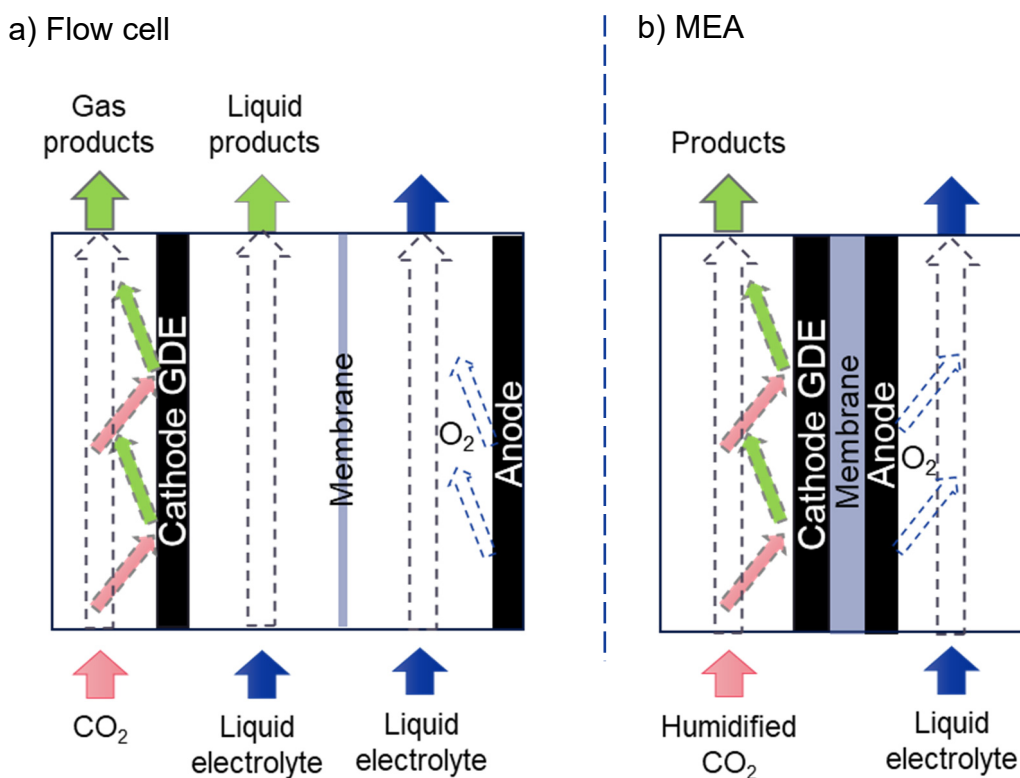 a) Flow cell
Gas
products
Liquid
products
Cathode GDE
Membrane
O₂
Anode
CO₂
Liquid
electrolyte
Liquid
electrolyte
b) MEA
Products
Cathode GDE
Membrane
Anode
O₂
Humidified
CO₂
Liquid
electrolyte